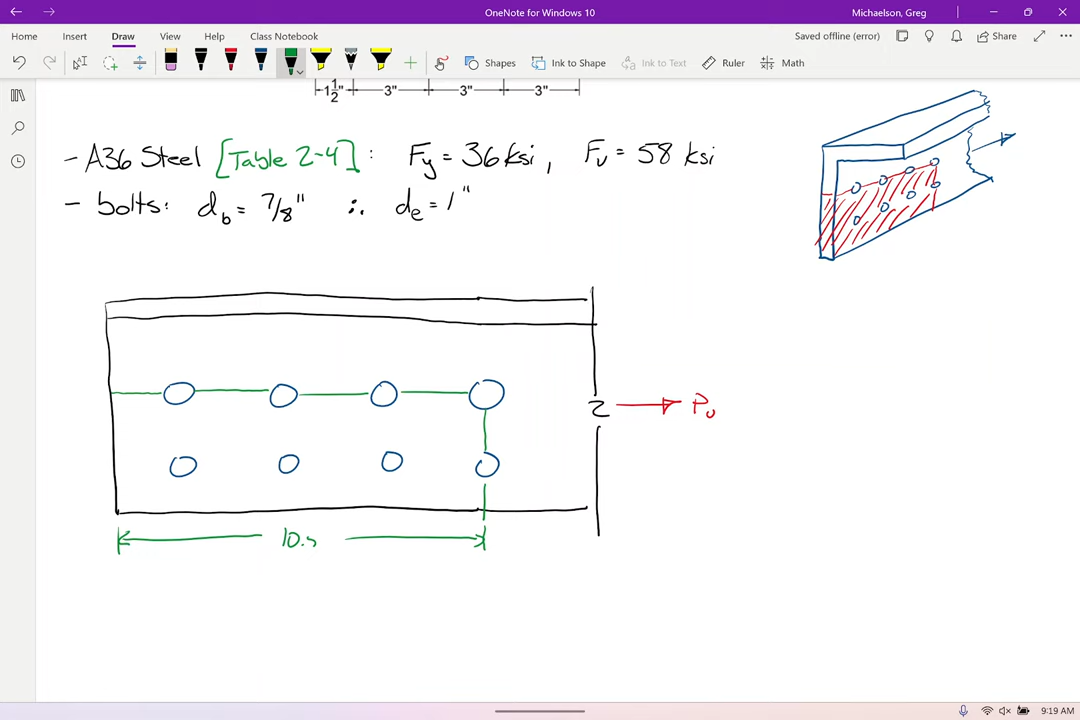 OneNote for Windows 10
Michaelson, Greg
Home Insert Draw View Help Class Notebook
Saved offline (error) Share
Shapes Ink to Shape Ink to Text Ruler Math
1 1/2" 3" 3" 3"
- A36 Steel [Table 2-4] : Fy = 36 ksi, Fu = 58 ksi
- bolts: db = 7/8" ∴ de = 1"
Pu
10.5
9:19 AM